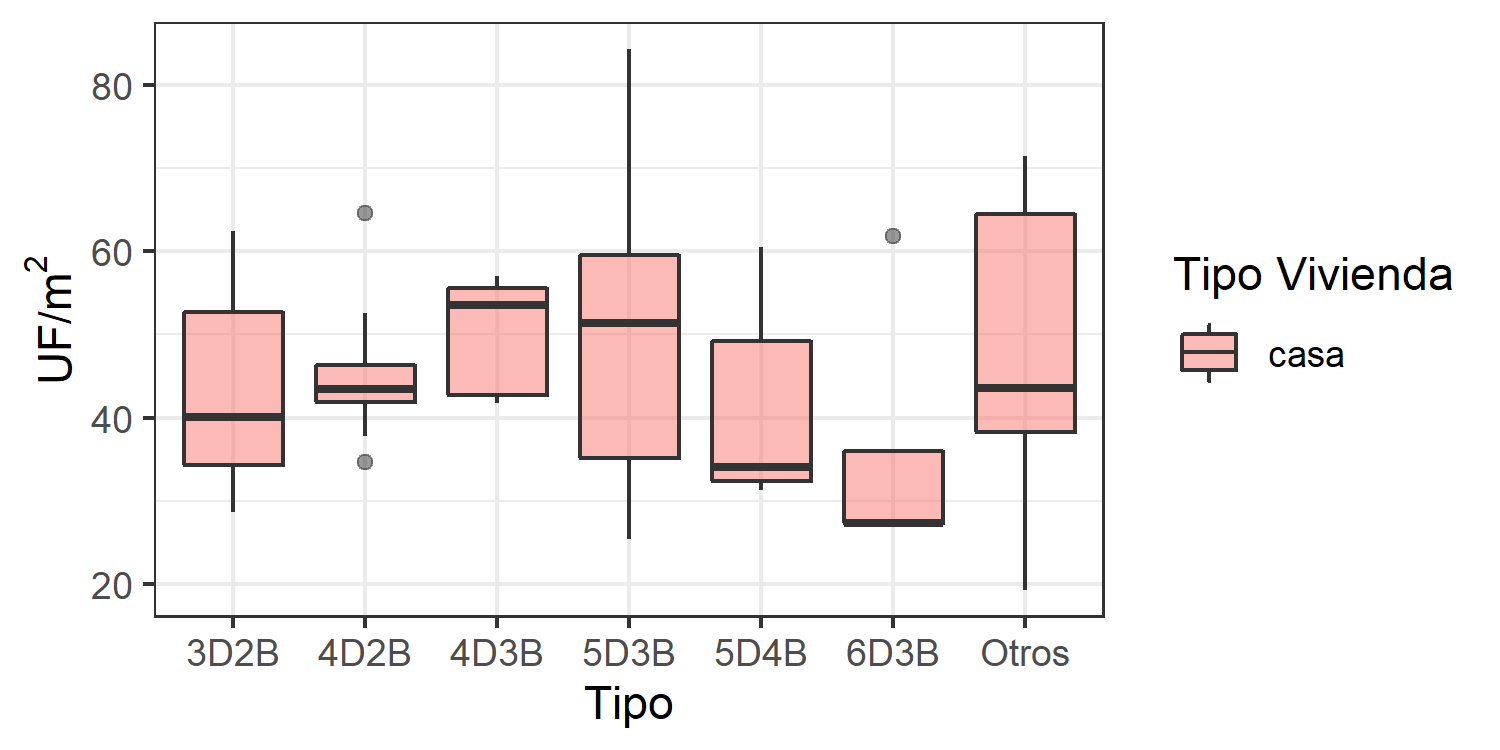 UF/m²
80
60
40
20
3D2B 4D2B 4D3B 5D3B 5D4B 6D3B Otros
Tipo
Tipo Vivienda
casa